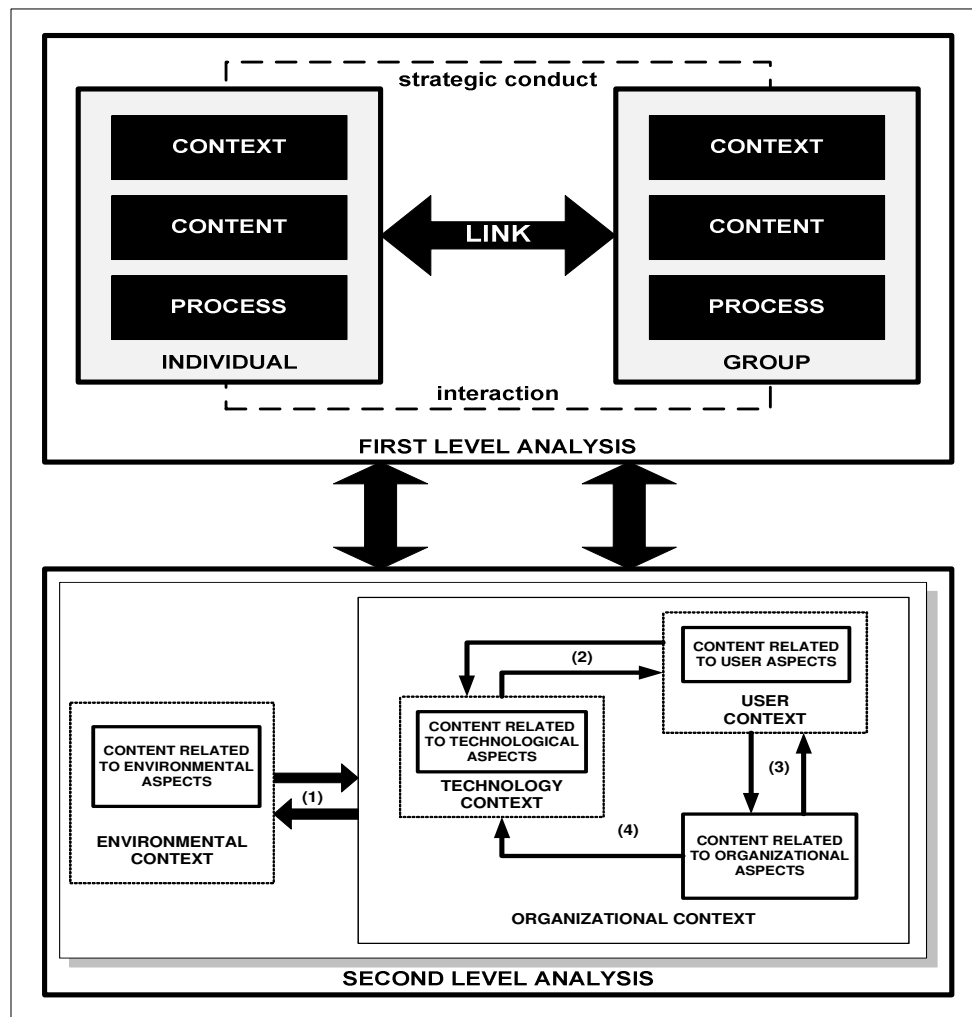 strategic conduct
CONTEXT
CONTENT
PROCESS
INDIVIDUAL
LINK
CONTEXT
CONTENT
PROCESS
GROUP
interaction
FIRST LEVEL ANALYSIS
CONTENT RELATED
TO ENVIRONMENTAL
ASPECTS
ENVIRONMENTAL
CONTEXT
(1)
CONTENT RELATED
TO TECHNOLOGICAL
ASPECTS
TECHNOLOGY
CONTEXT
(2)
CONTENT RELATED
TO USER ASPECTS
USER
CONTEXT
(3)
(4)
CONTENT RELATED
TO ORGANIZATIONAL
ASPECTS
ORGANIZATIONAL CONTEXT
SECOND LEVEL ANALYSIS